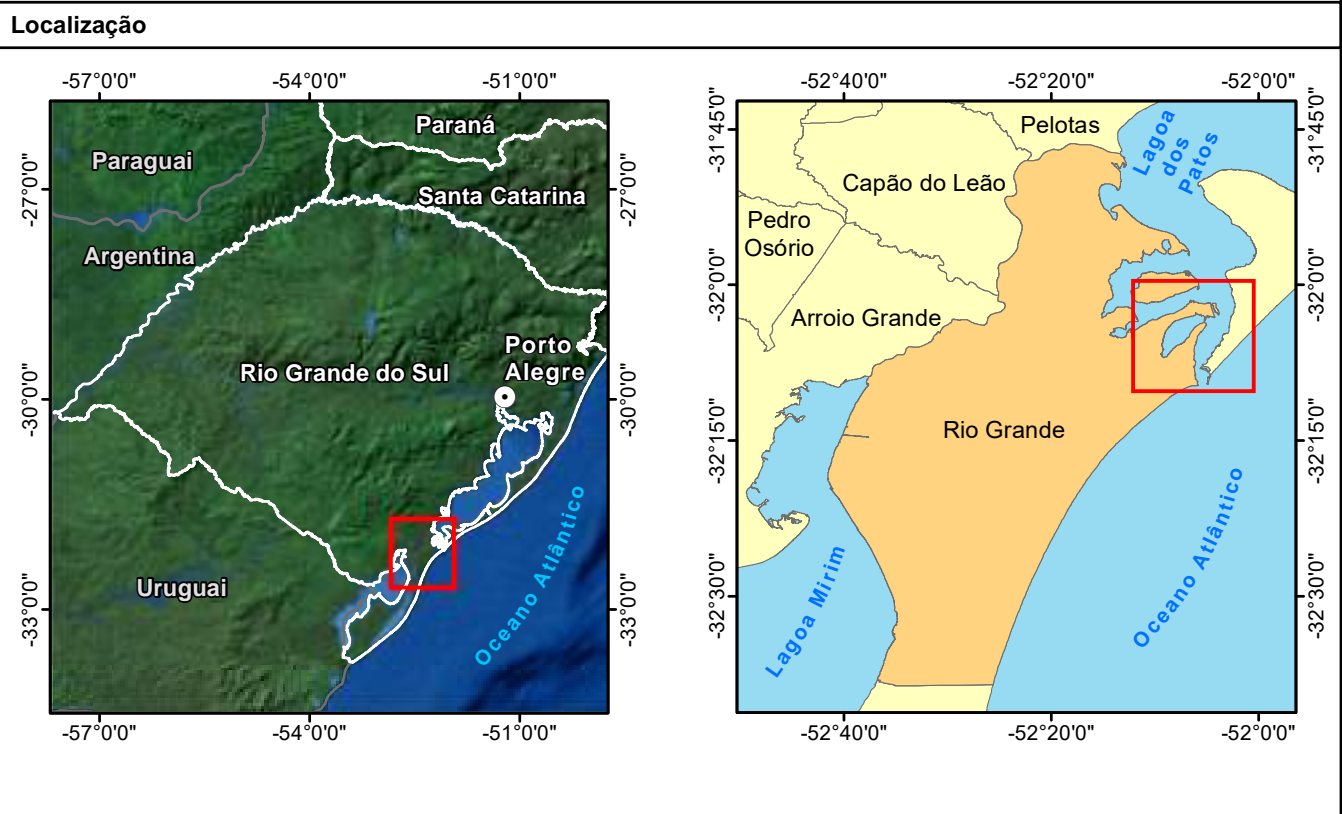 Localização
-57°0'0"
-54°0'0"
-51°0'0"
-27°0'0"
-30°0'0"
-33°0'0"
Paraná
Paraguai
Santa Catarina
Argentina
Porto
Alegre
Rio Grande do Sul
Uruguai
Oceano Atlântico
-27°0'0"
-30°0'0"
-33°0'0"
-57°0'0"
-54°0'0"
-51°0'0"
-52°40'0"
-52°20'0"
-52°0'0"
-31°45'0"
-32°0'0"
-32°15'0"
-32°30'0"
Pelotas
Lagoa
dos
Patos
Capão do Leão
Pedro
Osório
Arroio Grande
Rio Grande
Lagoa Mirim
Oceano Atlântico
-31°45'0"
-32°0'0"
-32°15'0"
-32°30'0"
-52°40'0"
-52°20'0"
-52°0'0"